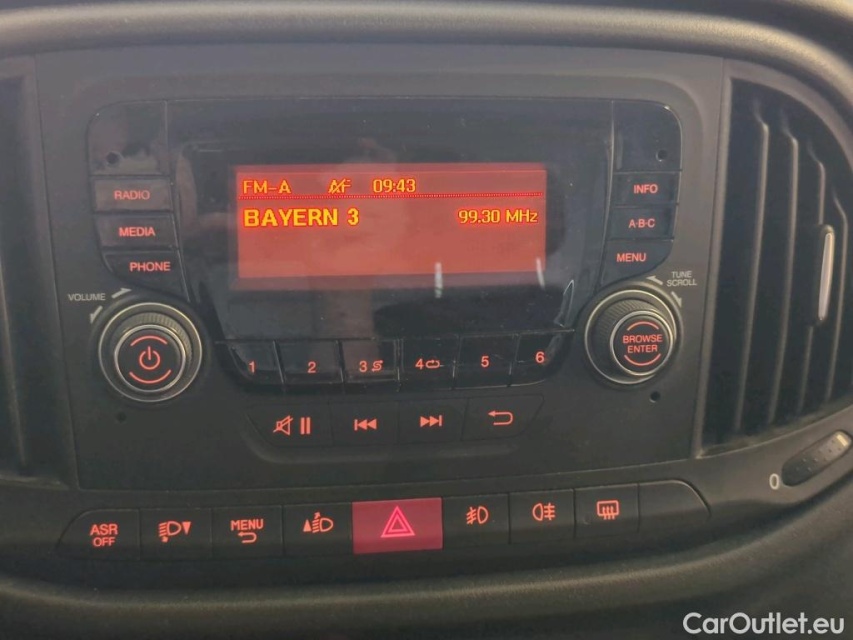 FM-A AF 09:43
BAYERN 3 99.30 MHz
RADIO
MEDIA
PHONE
INFO
A·B·C
MENU
VOLUME
TUNE
SCROLL
BROWSE
ENTER
1 2 3 4 5 6
ASR
OFF
MENU
0
CarOutlet.eu